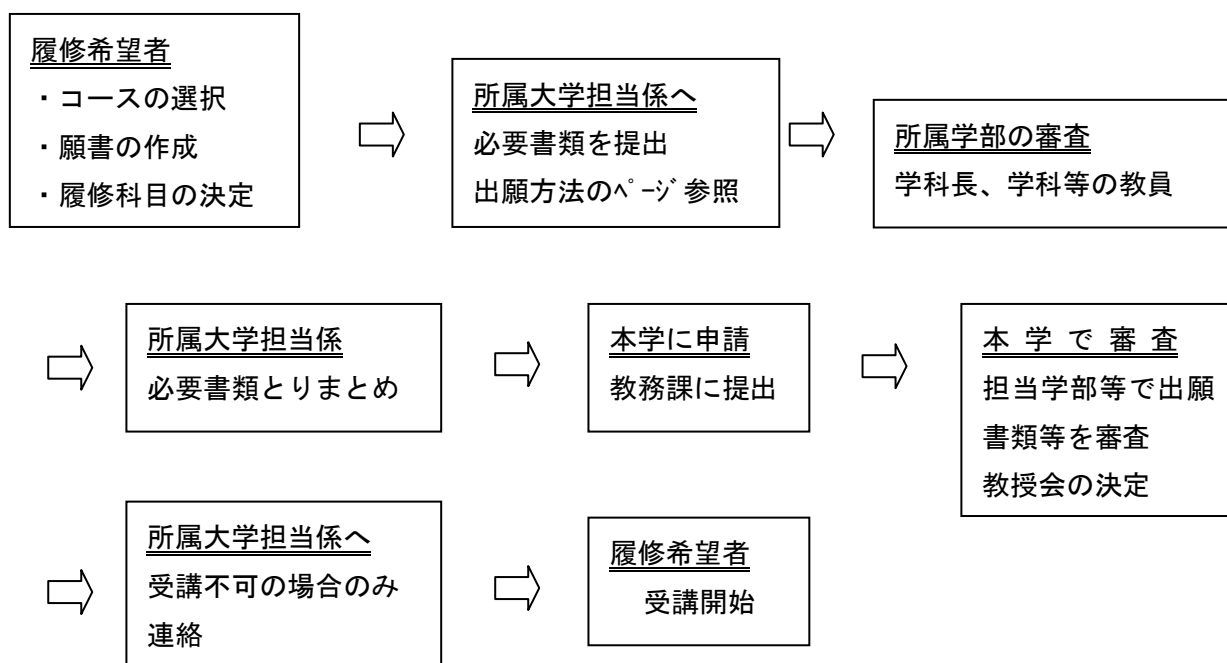 履修希望者
・コースの選択
・願書の作成
・履修科目の決定
所属大学担当係へ
必要書類を提出
出願方法のﾍﾟｰｼﾞ参照
所属学部の審査
学科長、学科等の教員
所属大学担当係
必要書類とりまとめ
本学に申請
教務課に提出
本 学 で 審 査
担当学部等で出願
書類等を審査
教授会の決定
所属大学担当係へ
受講不可の場合のみ
連絡
履修希望者
受講開始